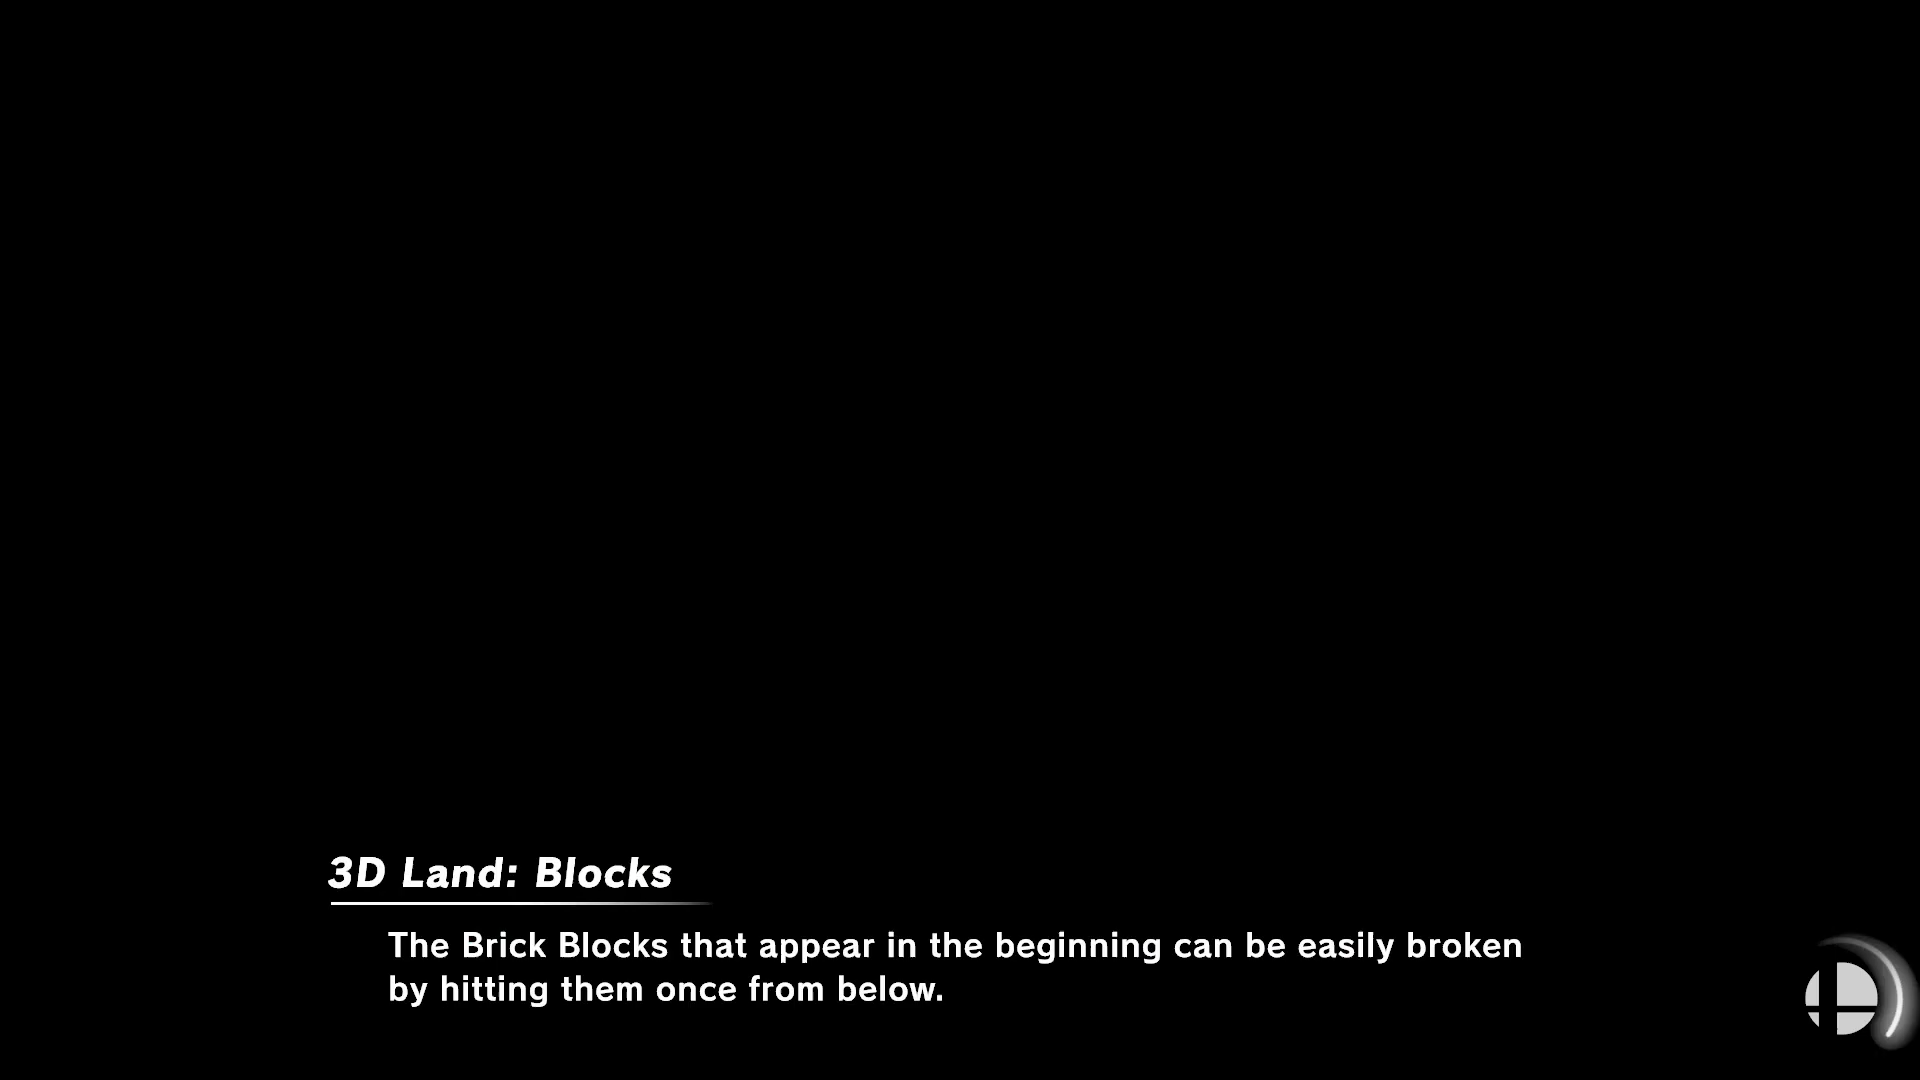 3D Land: Blocks
The Brick Blocks that appear in the beginning can be easily broken
by hitting them once from below.